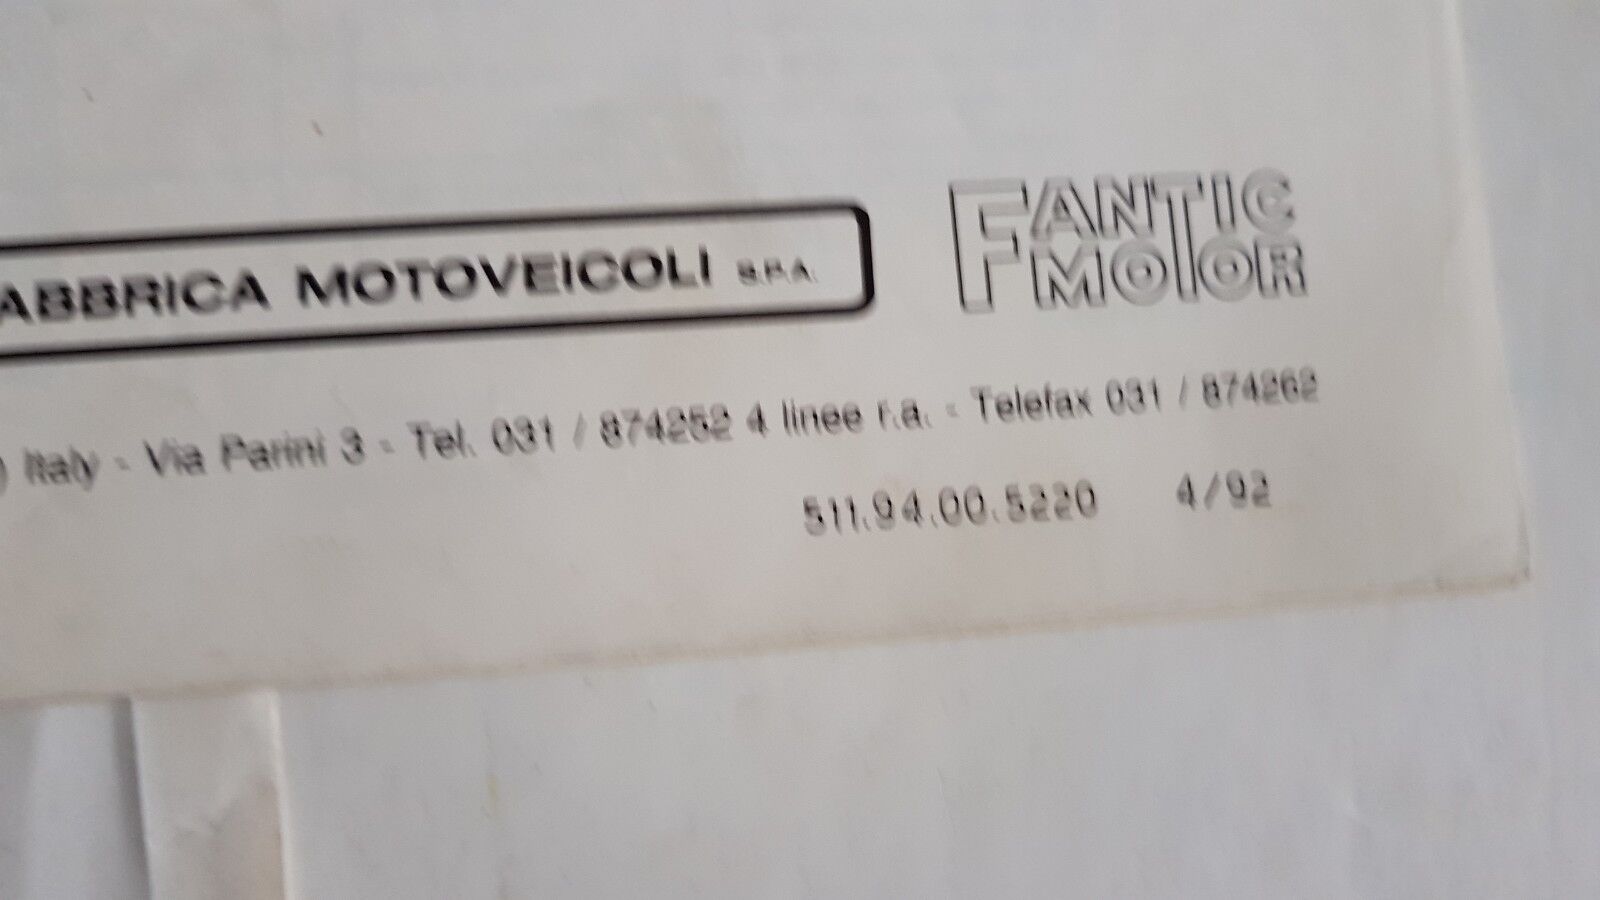 ABBRICA MOTOVEICOLI S.P.A.
FANTIC MOTOR
) Italy - Via Parini 3 - Tel. 031 / 874252 4 linee r.a. - Telefax 031 / 874262
511.94.00.5220 4/92